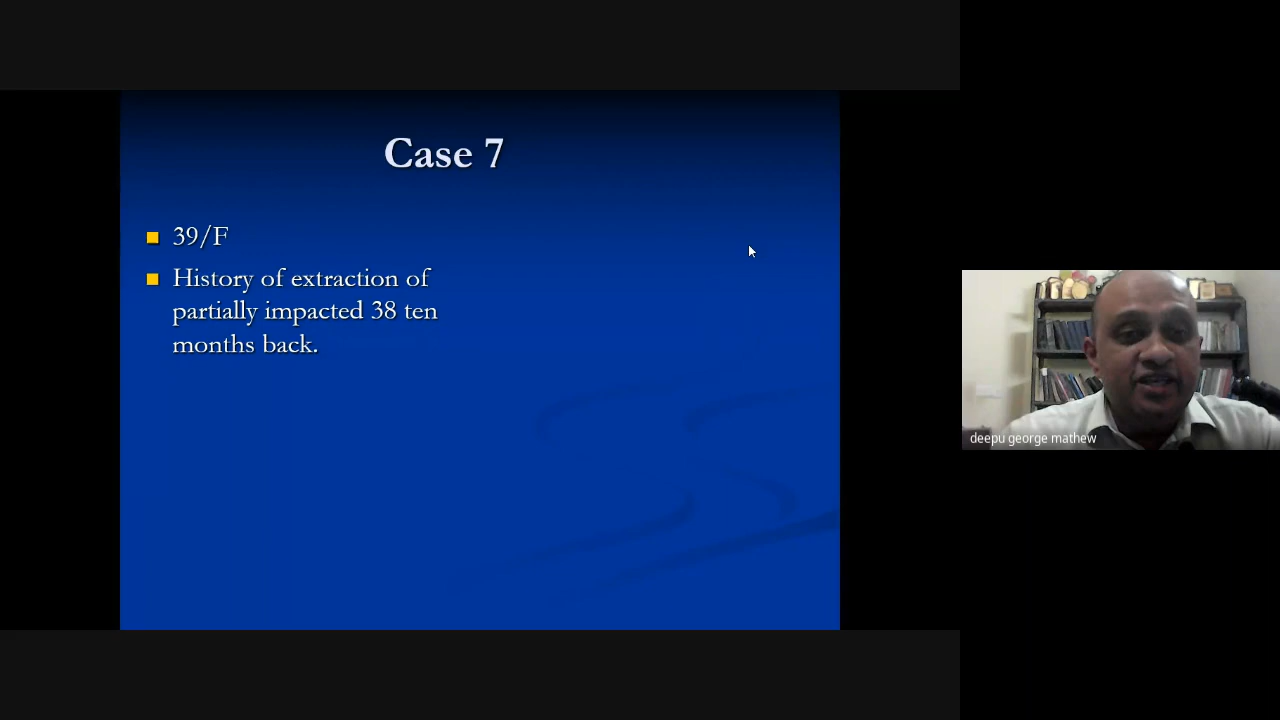 Case 7
39/F
History of extraction of
partially impacted 38 ten
months back.
deepu george mathew